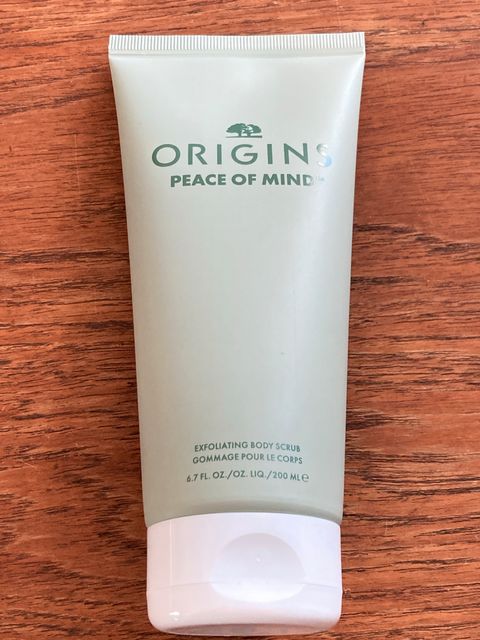 ORIGINS
PEACE OF MIND™
EXFOLIATING BODY SCRUB
GOMMAGE POUR LE CORPS
6.7 FL. OZ./OZ. LIQ./200 ML ℮